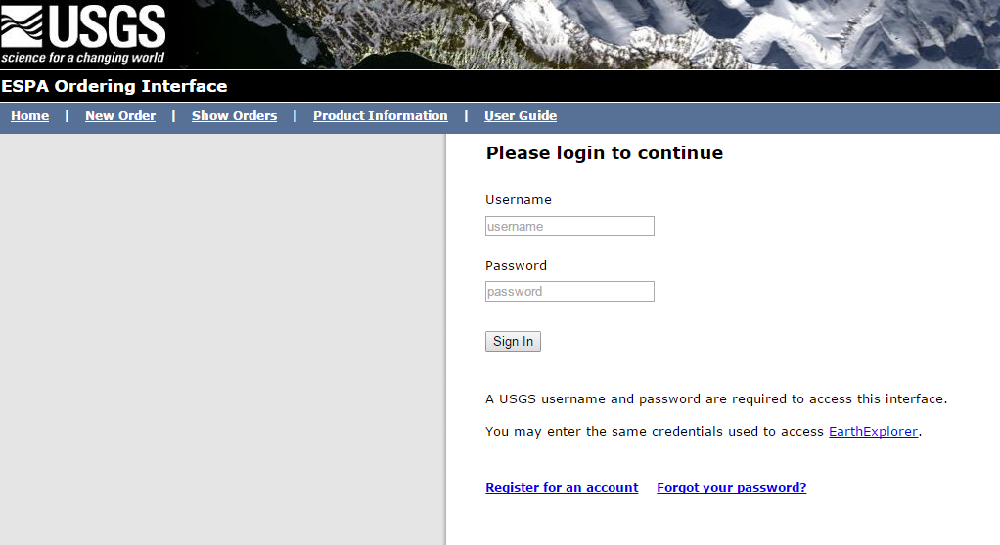 USGS
science for a changing world
ESPA Ordering Interface
Home | New Order | Show Orders | Product Information | User Guide
Please login to continue
Username
username
Password
password
Sign In
A USGS username and password are required to access this interface.
You may enter the same credentials used to access EarthExplorer.
Register for an account Forgot your password?